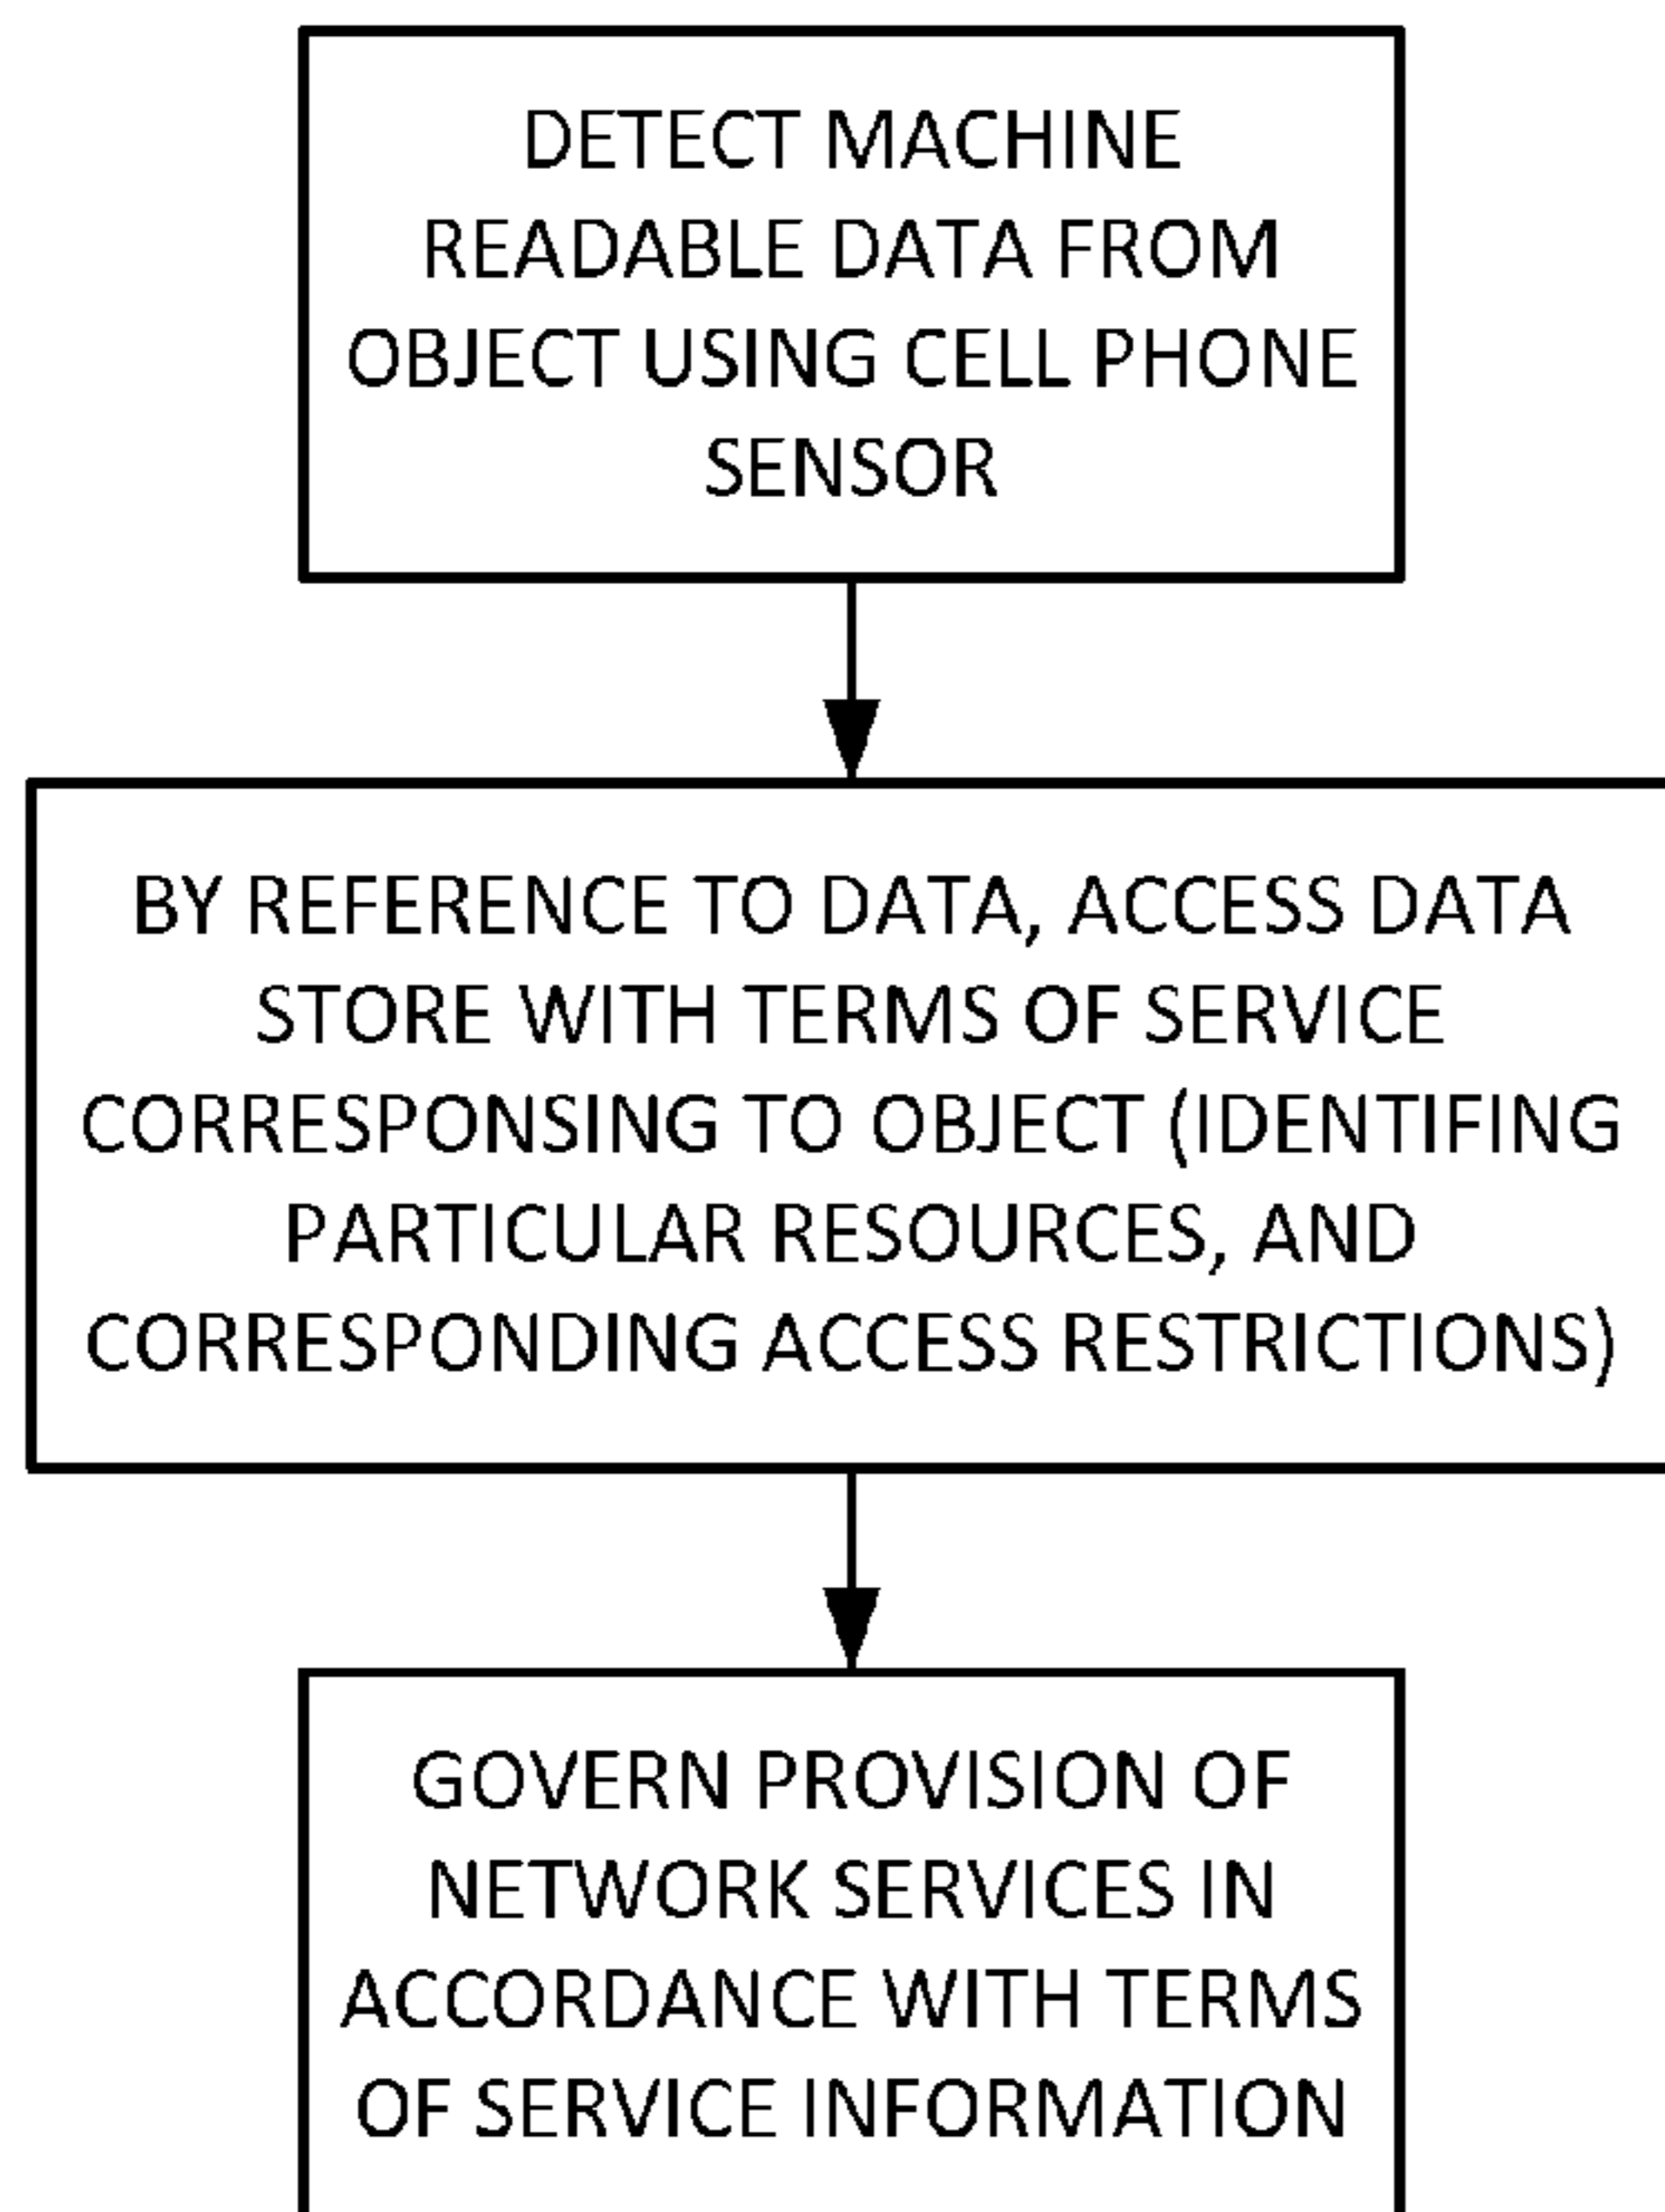 DETECT MACHINE
READABLE DATA FROM
OBJECT USING CELL PHONE
SENSOR
BY REFERENCE TO DATA, ACCESS DATA
STORE WITH TERMS OF SERVICE
CORRESPONSING TO OBJECT (IDENTIFING
PARTICULAR RESOURCES, AND
CORRESPONDING ACCESS RESTRICTIONS)
GOVERN PROVISION OF
NETWORK SERVICES IN
ACCORDANCE WITH TERMS
OF SERVICE INFORMATION